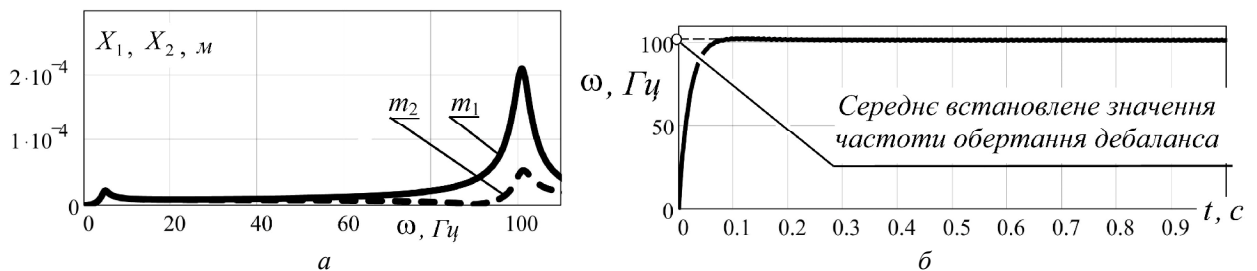 X₁, X₂, м
2·10⁻⁴
1·10⁻⁴
0
m₂
m₁
0 20 40 60 80 100
ω, Гц
а
100
ω, Гц
50
0
Середнє встановлене значення
частоти обертання дебаланса
0 0.1 0.2 0.3 0.4 0.5 0.6 0.7 0.8 0.9 t, с
б